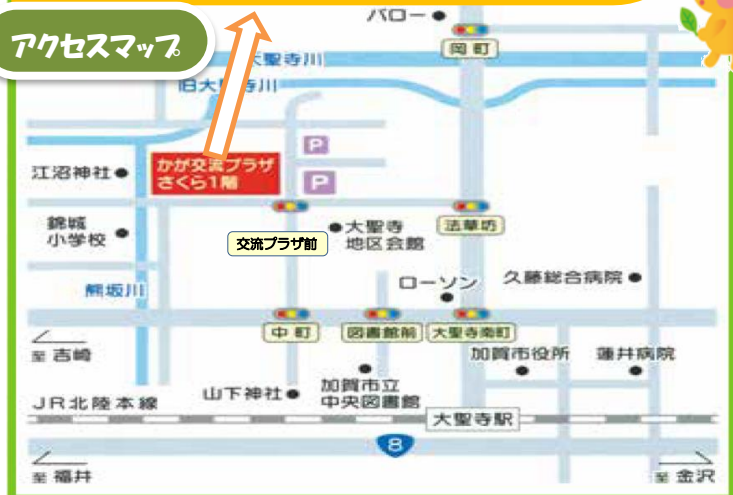 バロー
アクセスマップ
岡町
大聖寺川
旧大聖寺川
P
江沼神社
かが交流プラザ
さくら1階
P
錦城
小学校
交流プラザ前
大聖寺
地区会館
法華坊
熊坂川
ローソン
久藤総合病院
中町
図書館前
大聖寺南町
至 吉崎
加賀市役所
蓮井病院
山下神社
加賀市立
中央図書館
JR北陸本線
大聖寺駅
8
至 福井
至 金沢